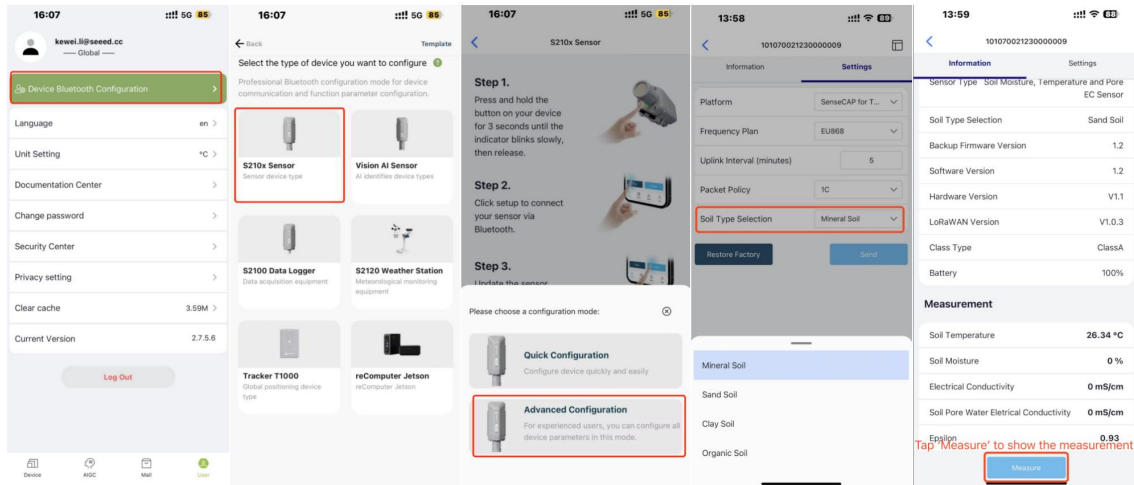 16:07
5G 85
kewei.li@seeed.cc
— Global —
Device Bluetooth Configuration
Language
en
Unit Setting
°C
Documentation Center
Change password
Security Center
Privacy setting
Clear cache
3.59M
Current Version
2.7.5.6
Log Out
Device
AIGC
Mall
User
16:07
5G 85
Back
Template
Select the type of device you want to configure
Professional Bluetooth configuration mode for device
communication and function parameter configuration.
S210x Sensor
Sensor device type
Vision AI Sensor
AI identifies device types
S2100 Data Logger
Data acquisition equipment
S2120 Weather Station
Meteorological monitoring
equipment
Tracker T1000
Global positioning device
type
reComputer Jetson
reComputer Jetson
16:07
5G 85
S210x Sensor
Step 1.
Press and hold the
button on your device
for 3 seconds until the
indicator blinks slowly,
then release.
Step 2.
Click setup to connect
your sensor via
Bluetooth.
Step 3.
Update the sensor
Please choose a configuration mode:
Quick Configuration
Configure device quickly and easily
Advanced Configuration
For experienced users, you can configure all
device parameters in this mode.
13:58
101070021230000009
Information
Settings
Platform
SenseCAP for T...
Frequency Plan
EU868
Uplink Interval (minutes)
5
Packet Policy
1C
Soil Type Selection
Mineral Soil
Restore Factory
Send
Mineral Soil
Sand Soil
Clay Soil
Organic Soil
13:59
101070021230000009
Information
Settings
Sensor Type Soil Moisture, Temperature and Pore
EC Sensor
Soil Type Selection
Sand Soil
Backup Firmware Version
1.2
Software Version
1.2
Hardware Version
V1.1
LoRaWAN Version
V1.0.3
Class Type
ClassA
Battery
100%
Measurement
Soil Temperature
26.34 °C
Soil Moisture
0 %
Electrical Conductivity
0 mS/cm
Soil Pore Water Eletrical Conductivity
0 mS/cm
Epsilon
0.93
Tap 'Measure' to show the measurement
Measure